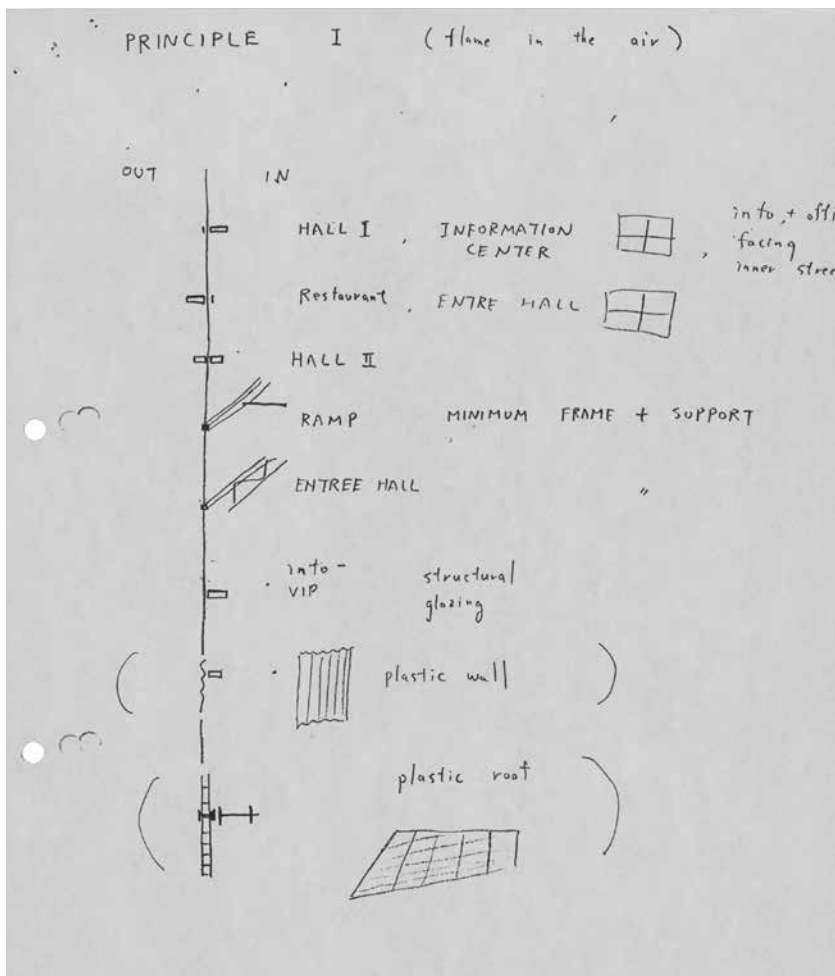 PRINCIPLE I (flame in the air)
OUT IN
HALL I, INFORMATION CENTER , info, + offi
facing
inner stree
Restaurant, ENTRE HALL
HALL II
RAMP MINIMUM FRAME + SUPPORT
ENTREE HALL "
info-
VIP
structural
glazing
( plastic wall )
( plastic roof )